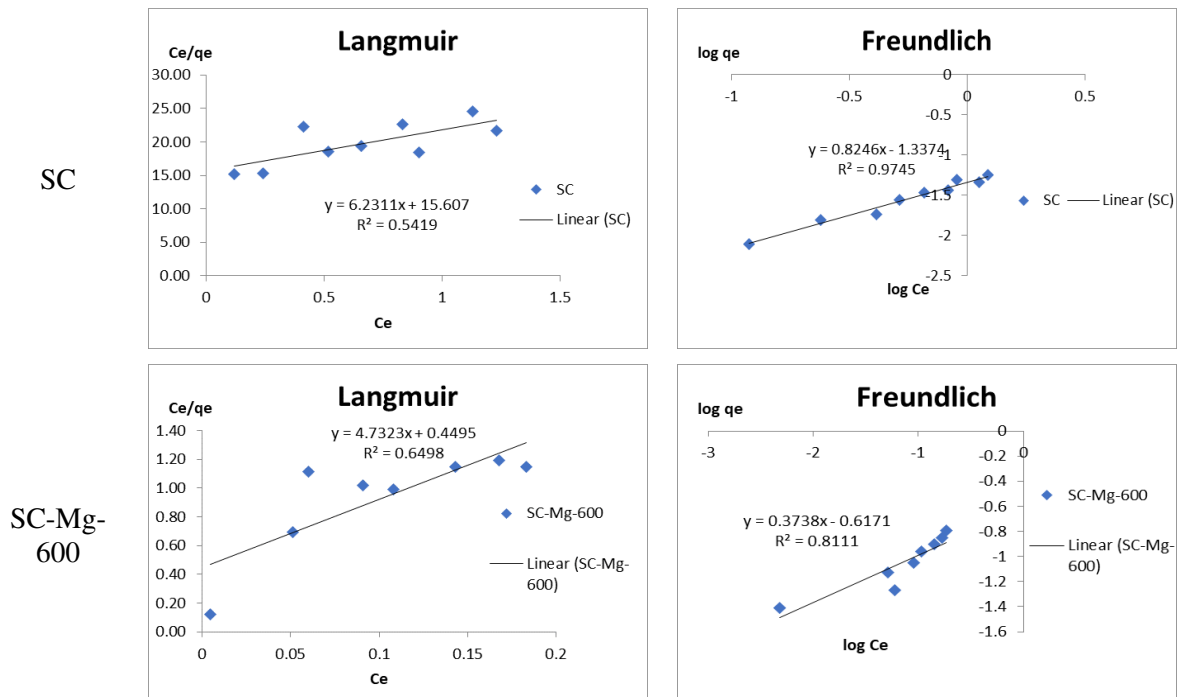 SC
Langmuir
Ce/qe
30.00
25.00
20.00
15.00
10.00
5.00
0.00
0
0.5
1
1.5
Ce
y = 6.2311x + 15.607
R² = 0.5419
SC
Linear (SC)
Freundlich
log qe
-1
-0.5
0
0.5
0
-0.5
-1
-1.5
-2
-2.5
log Ce
y = 0.8246x - 1.3374
R² = 0.9745
SC
Linear (SC)
SC-Mg-
600
Langmuir
Ce/qe
1.40
1.20
1.00
0.80
0.60
0.40
0.20
0.00
0
0.05
0.1
0.15
0.2
Ce
y = 4.7323x + 0.4495
R² = 0.6498
SC-Mg-600
Linear (SC-Mg-
600)
Freundlich
log qe
-3
-2
-1
0
0
-0.2
-0.4
-0.6
-0.8
-1
-1.2
-1.4
-1.6
log Ce
y = 0.3738x - 0.6171
R² = 0.8111
SC-Mg-600
Linear (SC-Mg-
600)